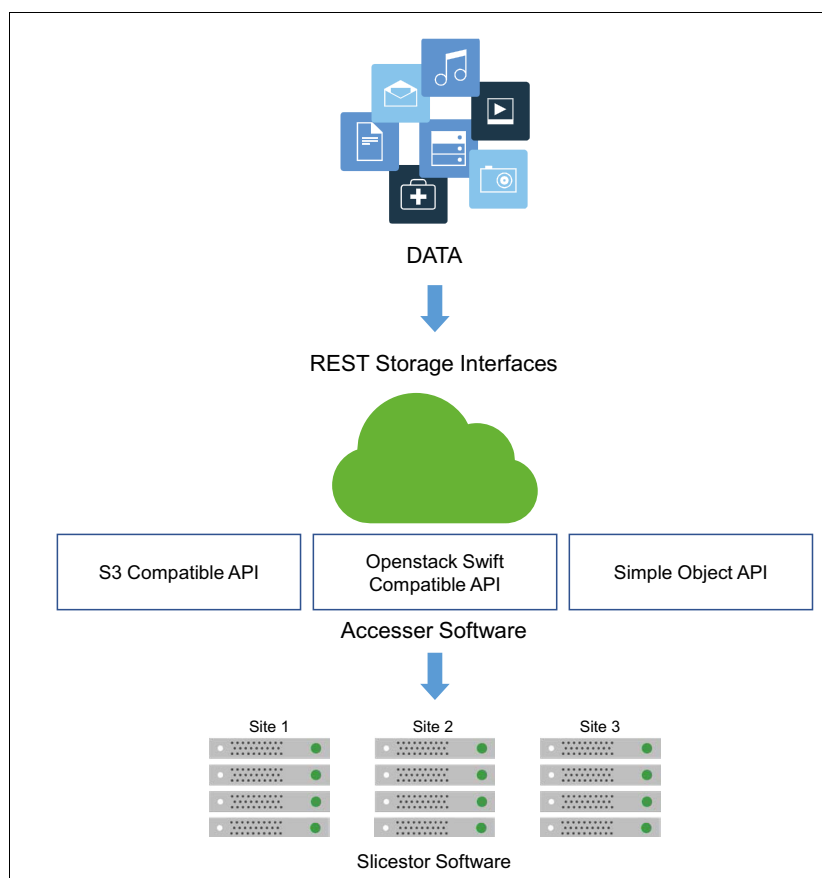 DATA
REST Storage Interfaces
S3 Compatible API
Openstack Swift
Compatible API
Simple Object API
Accesser Software
Site 1
Site 2
Site 3
Slicestor Software